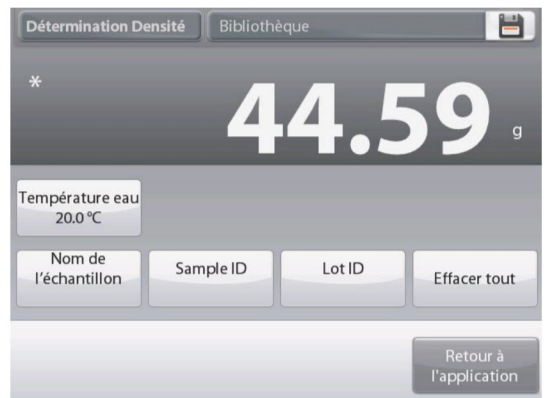 Détermination Densité
Bibliothèque
*
44.59 g
Température eau
20.0 °C
Nom de
l'échantillon
Sample ID
Lot ID
Effacer tout
Retour à
l'application